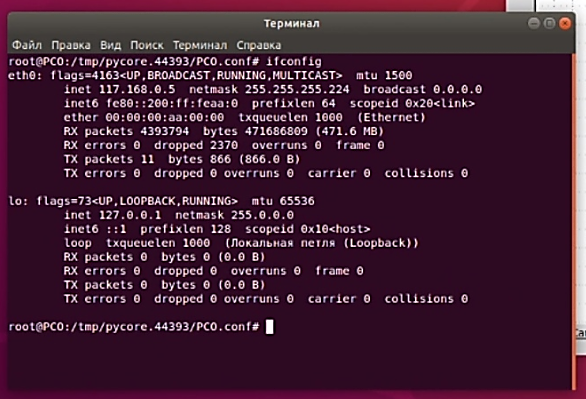 Терминал
Файл Правка Вид Поиск Терминал Справка
root@PCO:/tmp/pycore.44393/PCO.conf# ifconfig
eth0: flags=4163<UP,BROADCAST,RUNNING,MULTICAST> mtu 1500
inet 117.168.0.5 netmask 255.255.255.224 broadcast 0.0.0.0
inet6 fe80::200:ff:feaa:0 prefixlen 64 scopeid 0x20<link>
ether 00:00:00:aa:00:00 txqueuelen 1000 (Ethernet)
RX packets 4393794 bytes 471686809 (471.6 MB)
RX errors 0 dropped 2370 overruns 0 frame 0
TX packets 11 bytes 866 (866.0 B)
TX errors 0 dropped 0 overruns 0 carrier 0 collisions 0
lo: flags=73<UP,LOOPBACK,RUNNING> mtu 65536
inet 127.0.0.1 netmask 255.0.0.0
inet6 ::1 prefixlen 128 scopeid 0x10<host>
loop txqueuelen 1000 (Локальная петля (Loopback))
RX packets 0 bytes 0 (0.0 B)
RX errors 0 dropped 0 overruns 0 frame 0
TX packets 0 bytes 0 (0.0 B)
TX errors 0 dropped 0 overruns 0 carrier 0 collisions 0
root@PCO:/tmp/pycore.44393/PCO.conf#